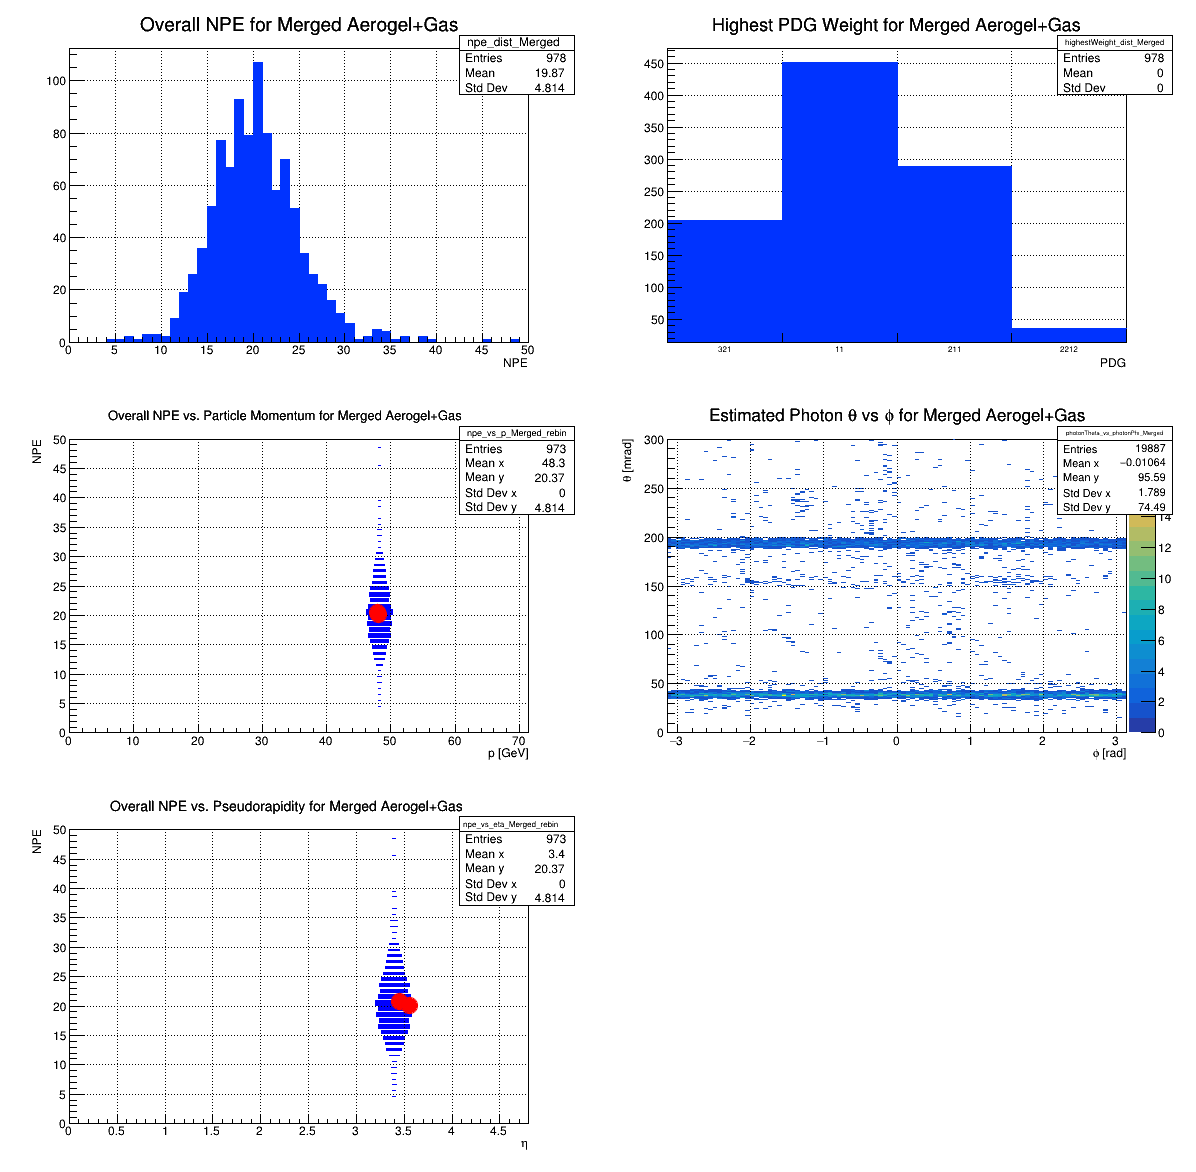 Overall NPE for Merged Aerogel+Gas
npe_dist_Merged
Entries 978
Mean 19.87
Std Dev 4.814
100
80
60
40
20
0
0 5 10 15 20 25 30 35 40 45 50
NPE
Highest PDG Weight for Merged Aerogel+Gas
highestWeight_dist_Merged
Entries 978
Mean 0
Std Dev 0
450
400
350
300
250
200
150
100
50
321 11 211 2212
PDG
Overall NPE vs. Particle Momentum for Merged Aerogel+Gas
npe_vs_p_Merged_rebin
Entries 973
Mean x 48.3
Mean y 20.37
Std Dev x 0
Std Dev y 4.814
NPE
50
45
40
35
30
25
20
15
10
5
0
0 10 20 30 40 50 60 70
p [GeV]
Estimated Photon θ vs ϕ for Merged Aerogel+Gas
photonTheta_vs_photonPhi_Merged
Entries 19887
Mean x −0.01064
Mean y 95.59
Std Dev x 1.789
Std Dev y 74.49
θ [mrad]
300
250
200
150
100
50
0
−3 −2 −1 0 1 2 3
ϕ [rad]
14
12
10
8
6
4
2
0
Overall NPE vs. Pseudorapidity for Merged Aerogel+Gas
npe_vs_eta_Merged_rebin
Entries 973
Mean x 3.4
Mean y 20.37
Std Dev x 0
Std Dev y 4.814
NPE
50
45
40
35
30
25
20
15
10
5
0
0 0.5 1 1.5 2 2.5 3 3.5 4 4.5
η